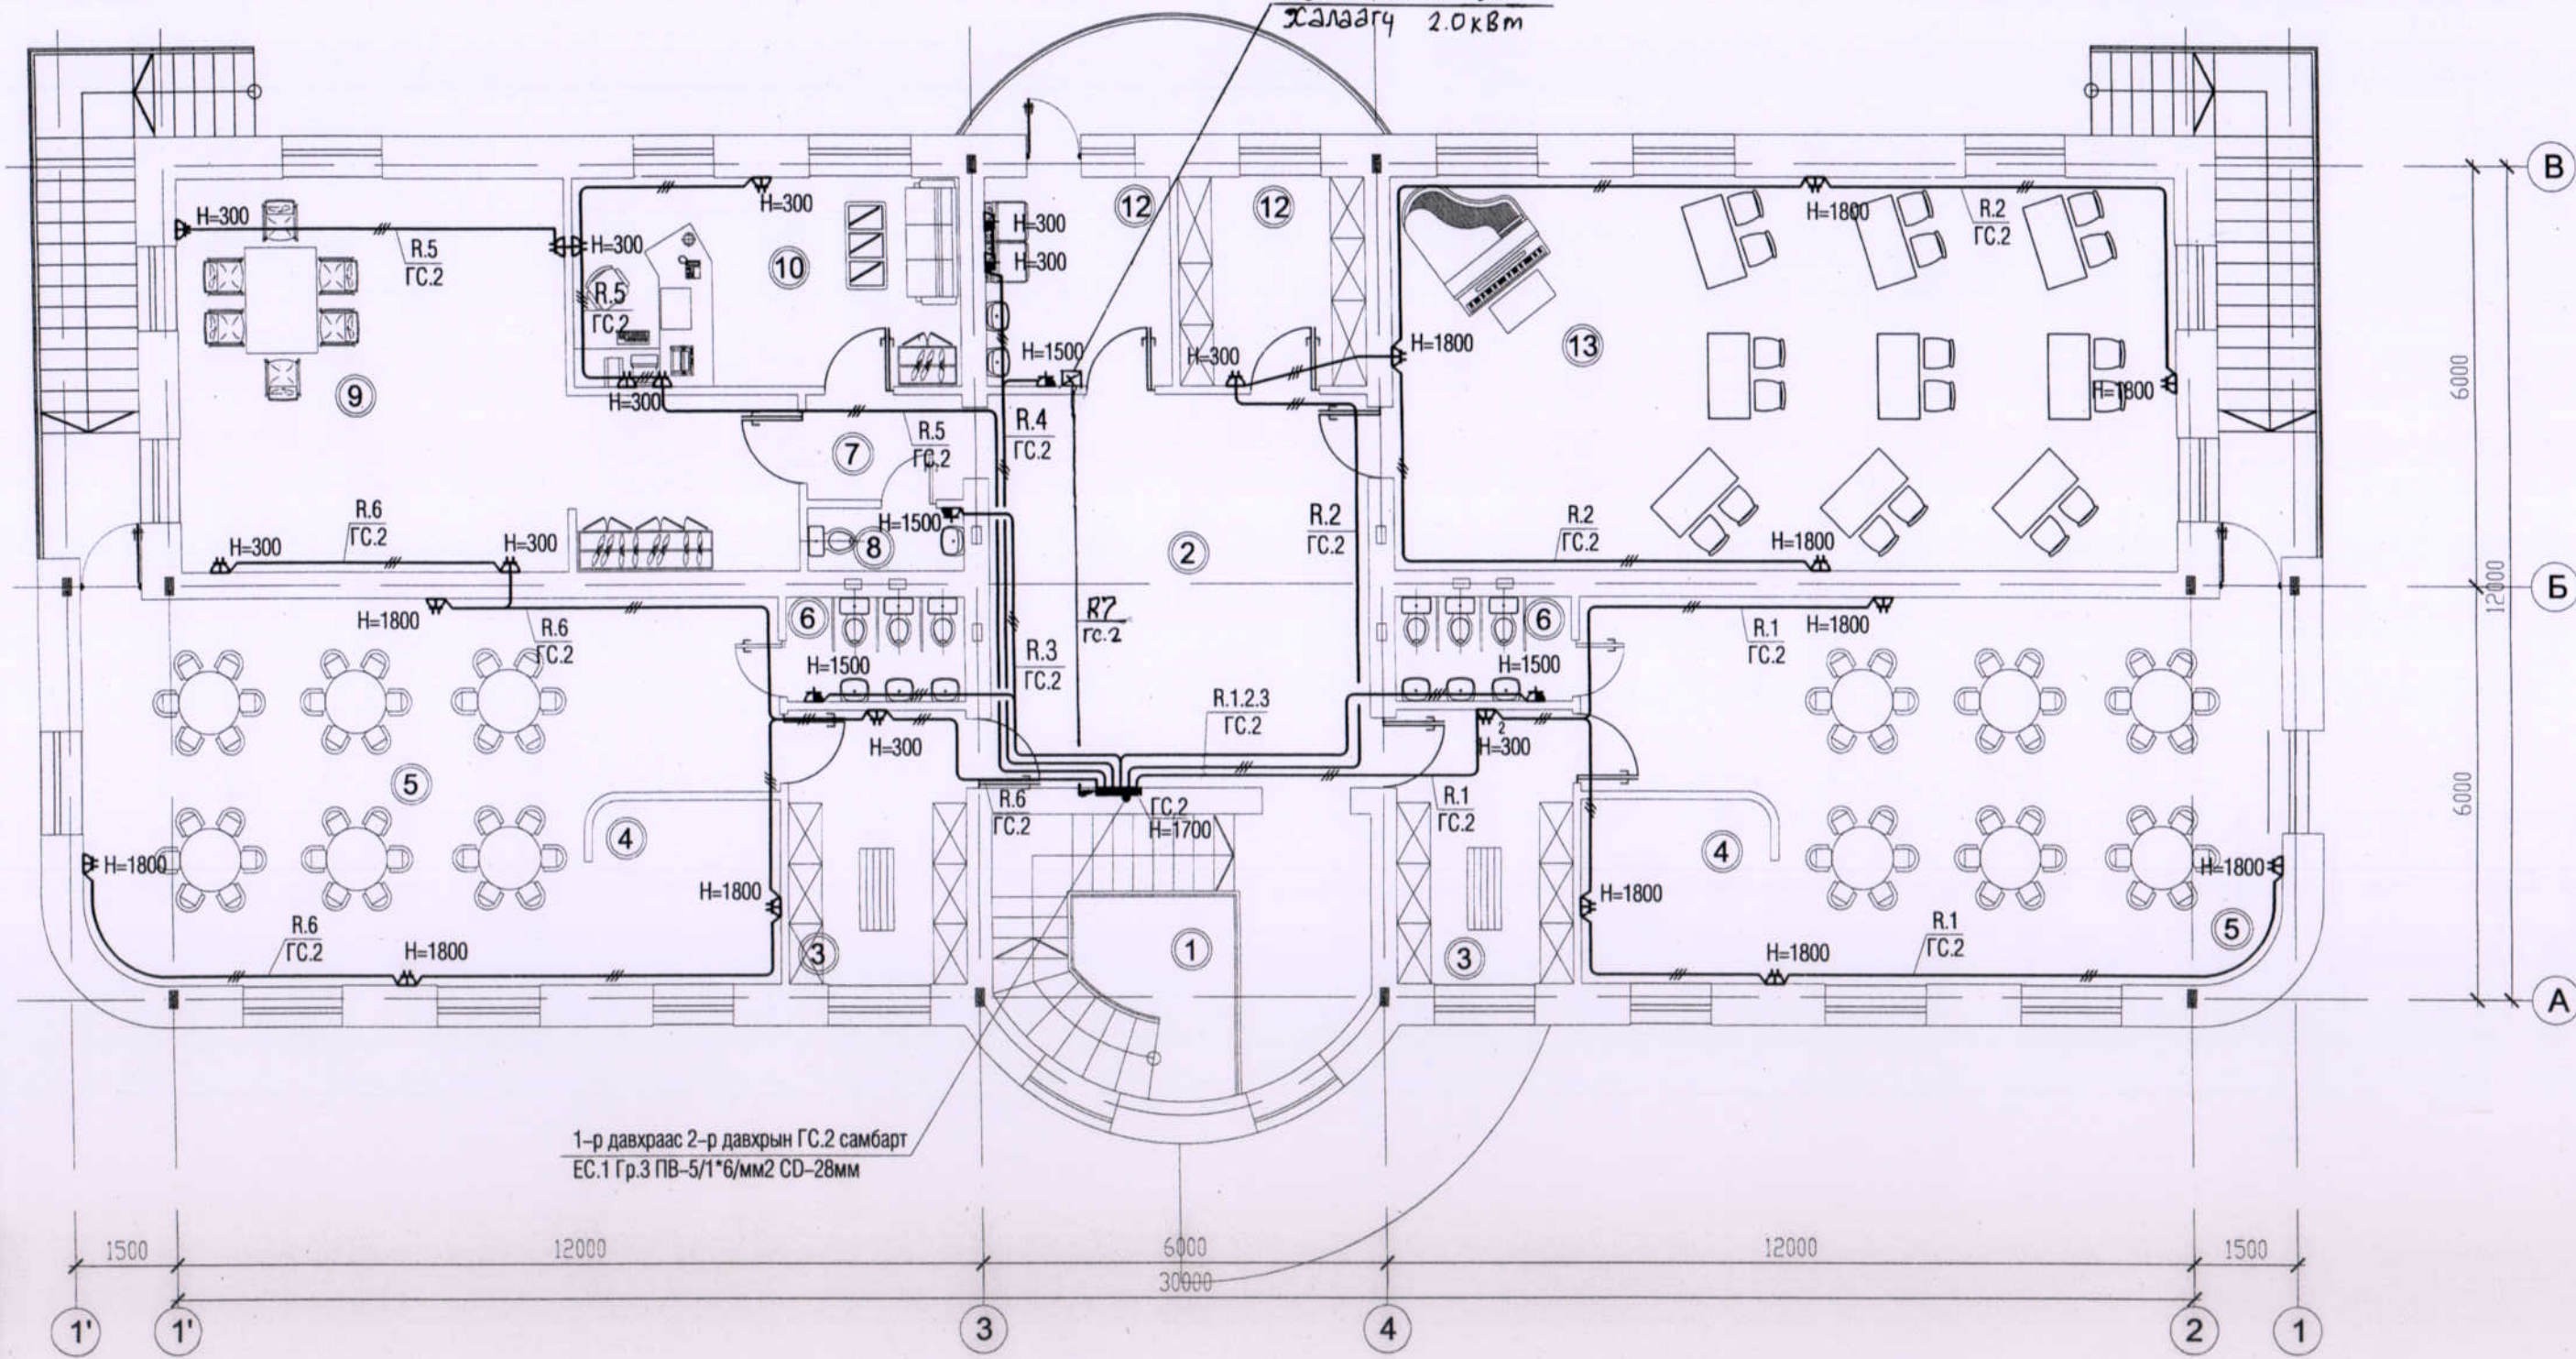 халаагч 2.0кВт
В
H=300
H=300
12
12
H=300
H=1800
R.2
ГС.2
R.5
ГС.2
H=300
10
H=300
R.5
ГС.2
H=1500
H=300
H=1800
13
6000
9
H=300
H=1800
R.5
ГС.2
R.4
ГС.2
7
R.6
ГС.2
H=1500
R.2
ГС.2
R.2
ГС.2
H=300
H=300
8
2
H=1800
Б
12000
H=1800
R.6
ГС.2
6
R7
гс.2
6
R.1
ГС.2
H=1800
H=1500
R.3
ГС.2
H=1500
R.1.2.3
ГС.2
H=300
2
H=300
5
R.6
ГС.2
ГС.2
H=1700
R.1
ГС.2
6000
4
4
H=1800
H=1800
H=1800
H=1800
R.6
ГС.2
H=1800
3
1
3
H=1800
R.1
ГС.2
5
А
1-р давхраас 2-р давхрын ГС.2 самбарт
ЕС.1 Гр.3 ПВ-5/1*6/мм2 CD-28мм
1500
12000
6000
12000
1500
30000
1'
1'
3
4
2
1